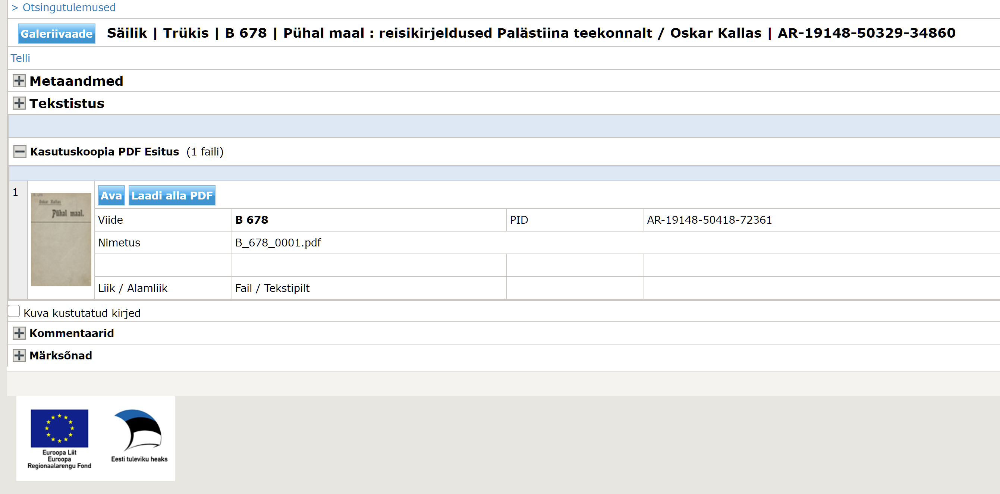 > Otsingutulemused
Galeriivaade Säilik | Trükis | B 678 | Pühal maal : reisikirjeldused Palästiina teekonnalt / Oskar Kallas | AR-19148-50329-34860
Telli
Metaandmed
Tekstistus
Kasutuskoopia PDF Esitus (1 faili)
1
Oskar Kallas
Pühal maal.
Ava Laadi alla PDF
Viide B 678 PID AR-19148-50418-72361
Nimetus B_678_0001.pdf
Liik / Alamliik Fail / Tekstipilt
Kuva kustutatud kirjed
Kommentaarid
Märksõnad
Euroopa Liit
Euroopa
Regionaalarengu Fond
Eesti tuleviku heaks